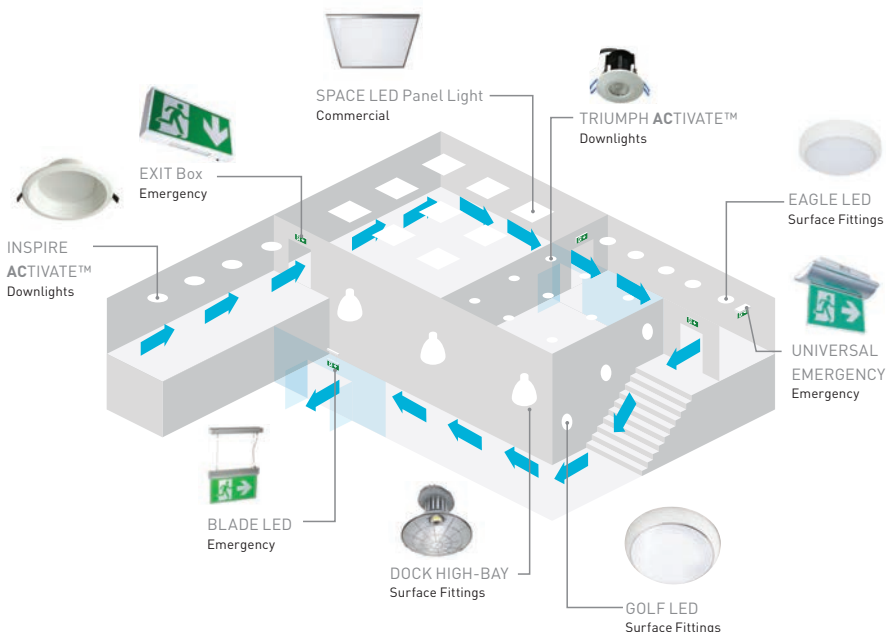 SPACE LED Panel Light
Commercial
TRIUMPH ACTIVATE™
Downlights
EXIT Box
Emergency
EAGLE LED
Surface Fittings
INSPIRE
ACTIVATE™
Downlights
UNIVERSAL
EMERGENCY
Emergency
BLADE LED
Emergency
DOCK HIGH-BAY
Surface Fittings
GOLF LED
Surface Fittings